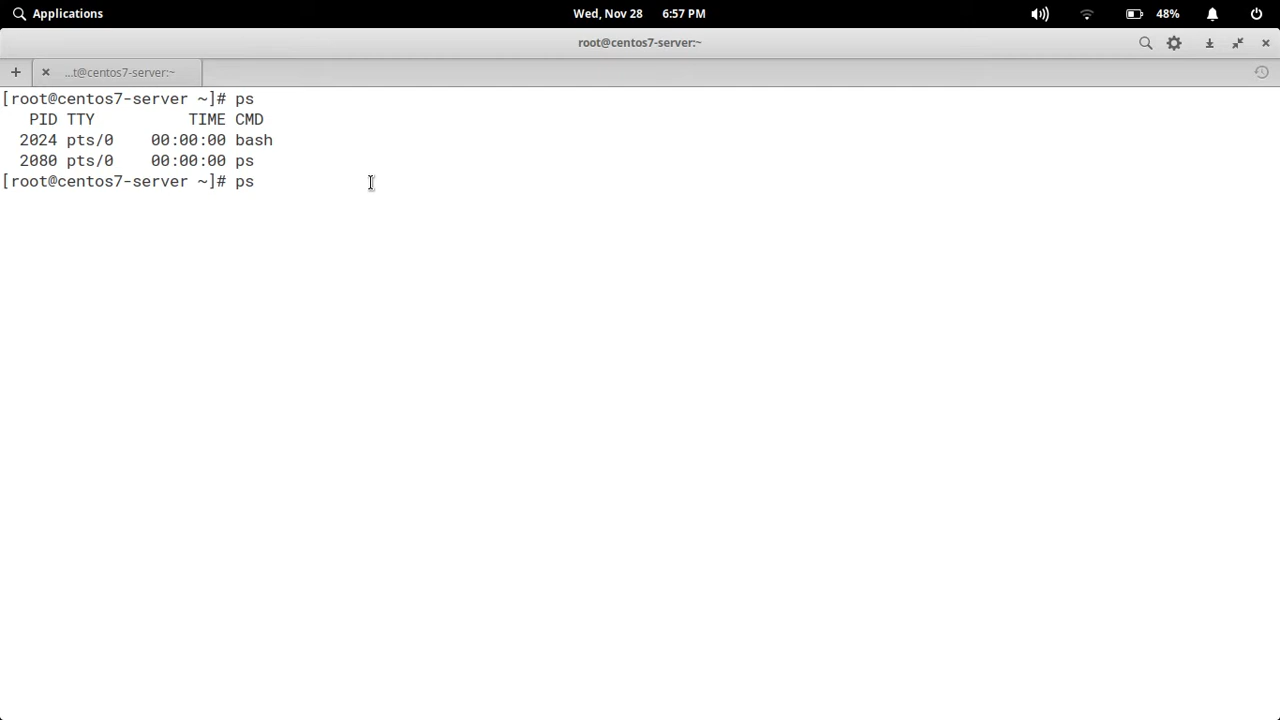 Applications Wed, Nov 28 6:57 PM 48%
root@centos7-server:~
...t@centos7-server:~
[root@centos7-server ~]# ps
PID TTY TIME CMD
2024 pts/0 00:00:00 bash
2080 pts/0 00:00:00 ps
[root@centos7-server ~]# ps